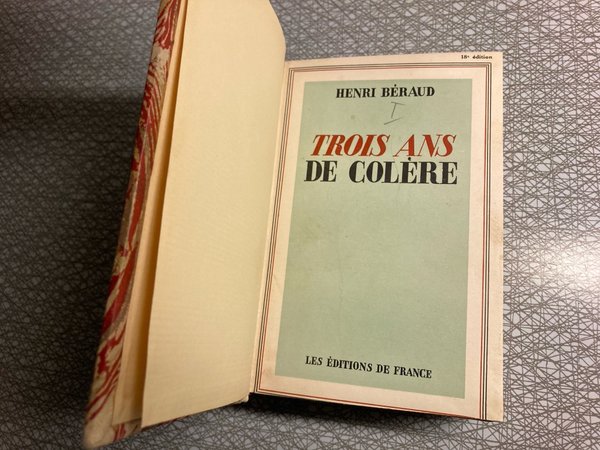 18e édition
HENRI BÉRAUD
I
TROIS ANS
DE COLÈRE
LES ÉDITIONS DE FRANCE